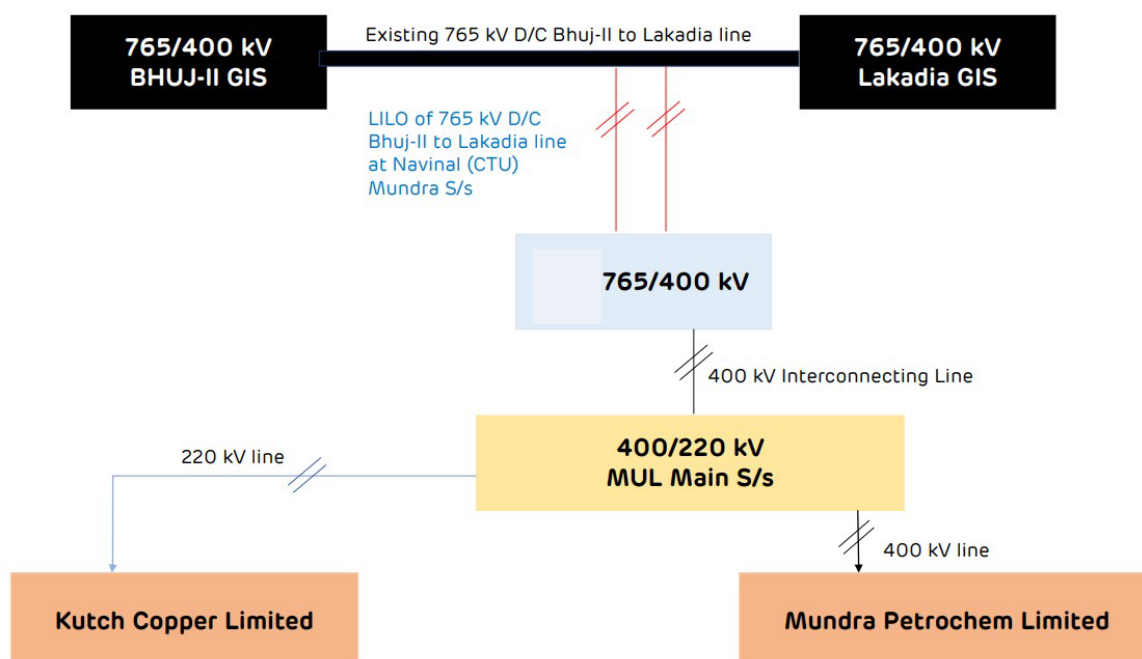 765/400 kV
BHUJ-II GIS
Existing 765 kV D/C Bhuj-II to Lakadia line
765/400 kV
Lakadia GIS
LILO of 765 kV D/C
Bhuj-II to Lakadia line
at Navinal (CTU)
Mundra S/s
765/400 kV
400 kV Interconnecting Line
400/220 kV
MUL Main S/s
220 kV line
400 kV line
Kutch Copper Limited
Mundra Petrochem Limited